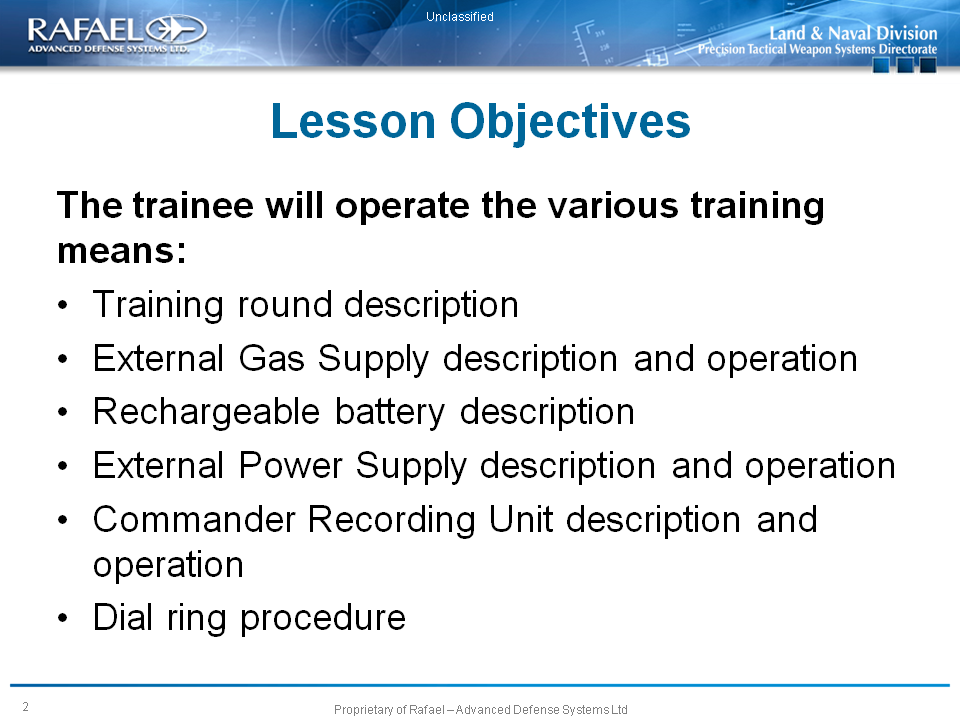 Unclassified
RAFAEL
ADVANCED DEFENSE SYSTEMS LTD.
Land & Naval Division
Precision Tactical Weapon Systems Directorate
Lesson Objectives
The trainee will operate the various training
means:
• Training round description
• External Gas Supply description and operation
• Rechargeable battery description
• External Power Supply description and operation
• Commander Recording Unit description and
operation
• Dial ring procedure
2
Proprietary of Rafael – Advanced Defense Systems Ltd